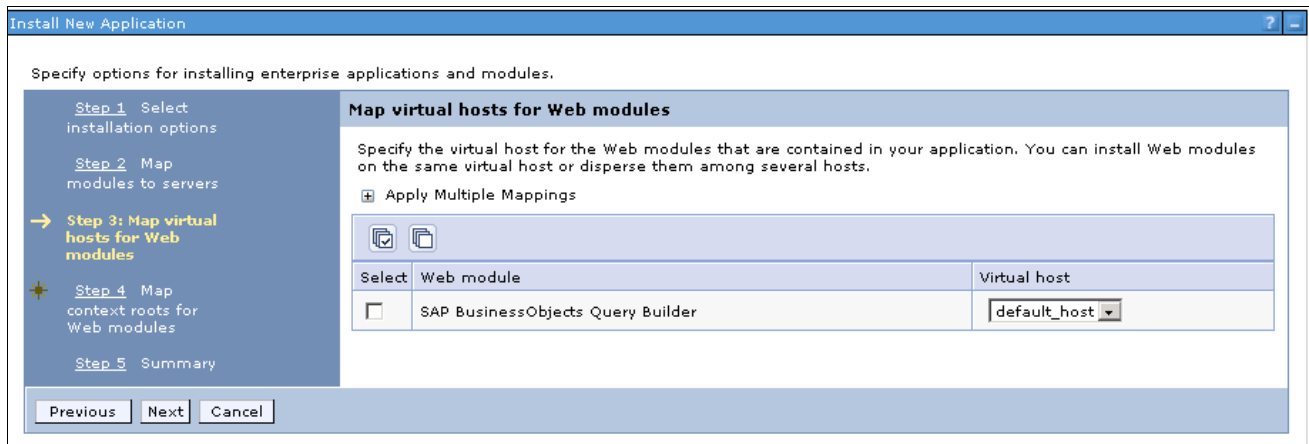 Install New Application
?
Specify options for installing enterprise applications and modules.
Step 1 Select
installation options
Step 2 Map
modules to servers
Step 3: Map virtual
hosts for Web
modules
Step 4 Map
context roots for
Web modules
Step 5 Summary
Map virtual hosts for Web modules
Specify the virtual host for the Web modules that are contained in your application. You can install Web modules
on the same virtual host or disperse them among several hosts.
Apply Multiple Mappings
Select Web module Virtual host
SAP BusinessObjects Query Builder default_host
Previous Next Cancel